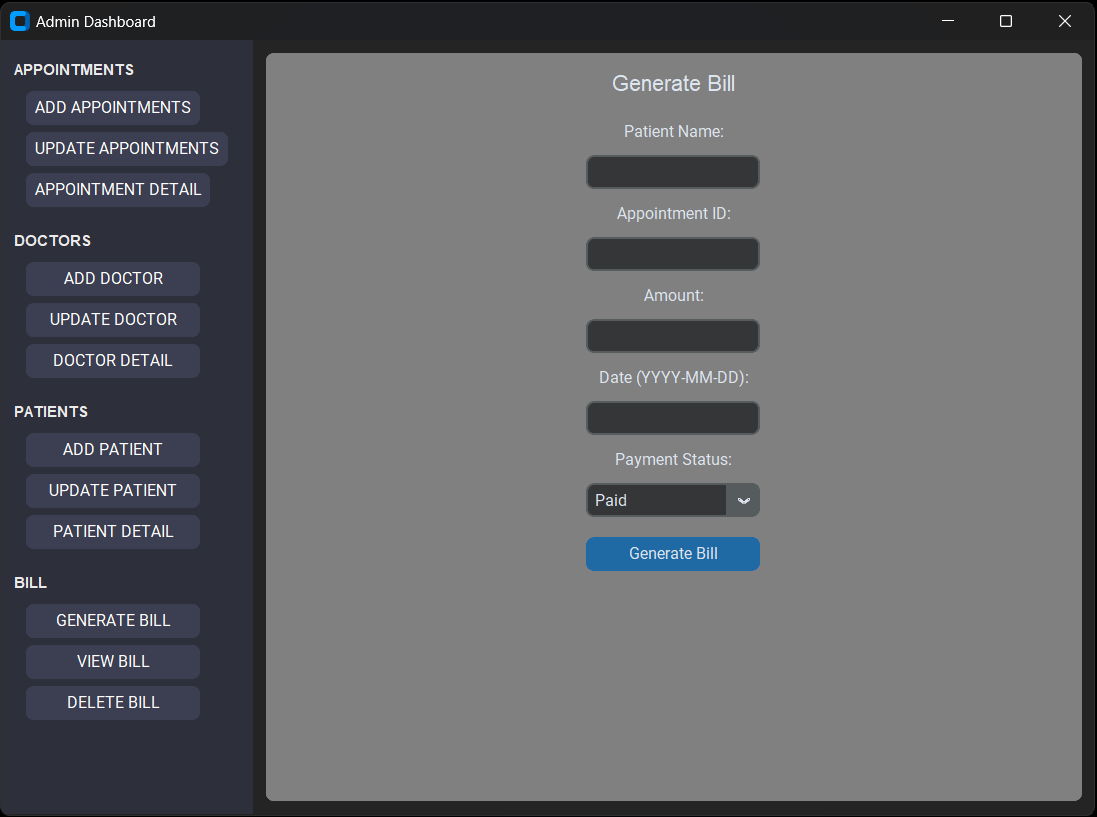 Admin Dashboard
APPOINTMENTS
ADD APPOINTMENTS
UPDATE APPOINTMENTS
APPOINTMENT DETAIL
DOCTORS
ADD DOCTOR
UPDATE DOCTOR
DOCTOR DETAIL
PATIENTS
ADD PATIENT
UPDATE PATIENT
PATIENT DETAIL
BILL
GENERATE BILL
VIEW BILL
DELETE BILL
Generate Bill
Patient Name:
Appointment ID:
Amount:
Date (YYYY-MM-DD):
Payment Status:
Paid
Generate Bill